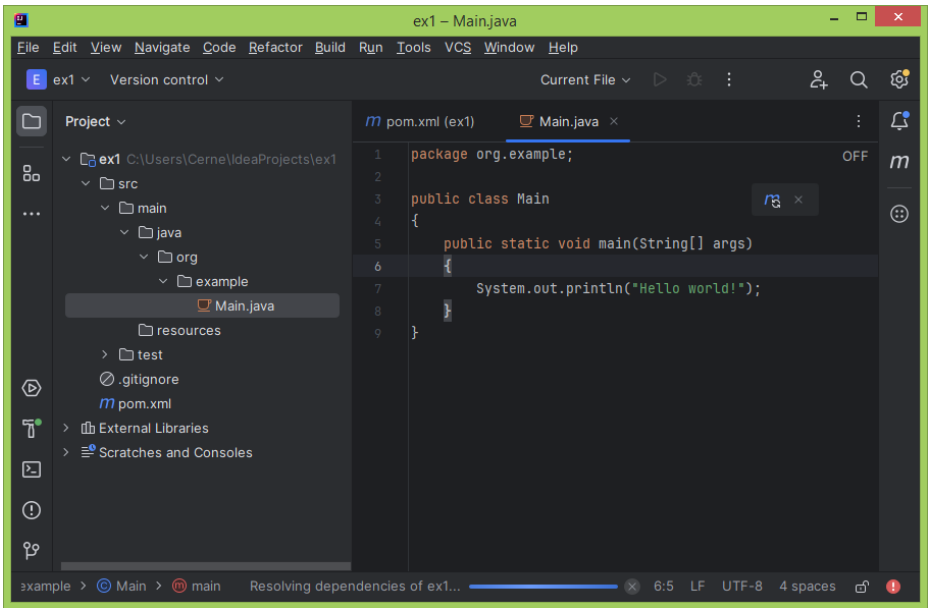 ex1 – Main.java
File Edit View Navigate Code Refactor Build Run Tools VCS Window Help
E ex1 Version control Current File
Project
m pom.xml (ex1) Main.java
ex1 C:\Users\Cerne\IdeaProjects\ex1
src
main
java
org
example
Main.java
resources
test
.gitignore
m pom.xml
External Libraries
Scratches and Consoles
1 package org.example;
OFF
m
2
3 public class Main
m
4 {
5 public static void main(String[] args)
6 {
7 System.out.println("Hello world!");
8 }
9 }
example > C Main > m main Resolving dependencies of ex1... 6:5 LF UTF-8 4 spaces